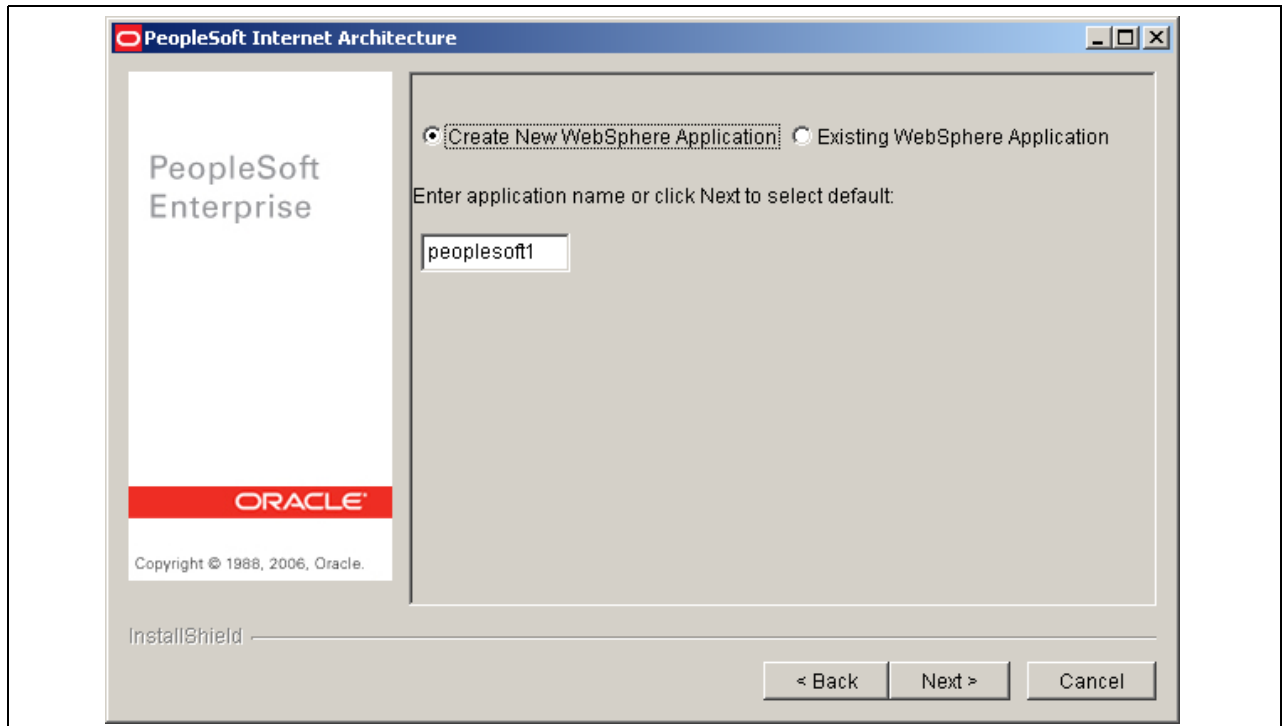 PeopleSoft Internet Architecture
PeopleSoft
Enterprise
ORACLE
Copyright © 1988, 2006, Oracle.
Create New WebSphere Application Existing WebSphere Application
Enter application name or click Next to select default:
peoplesoft1
InstallShield
< Back Next > Cancel